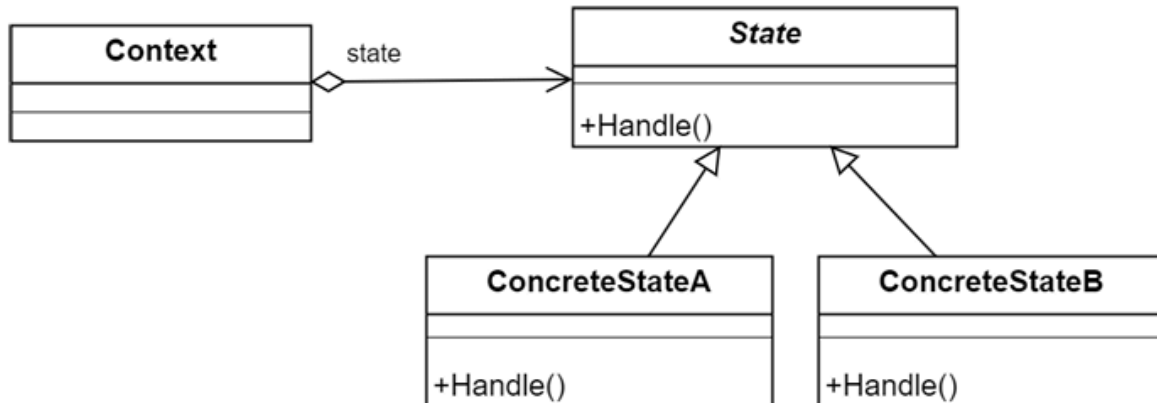 Context
state
State
+Handle()
ConcreteStateA
+Handle()
ConcreteStateB
+Handle()